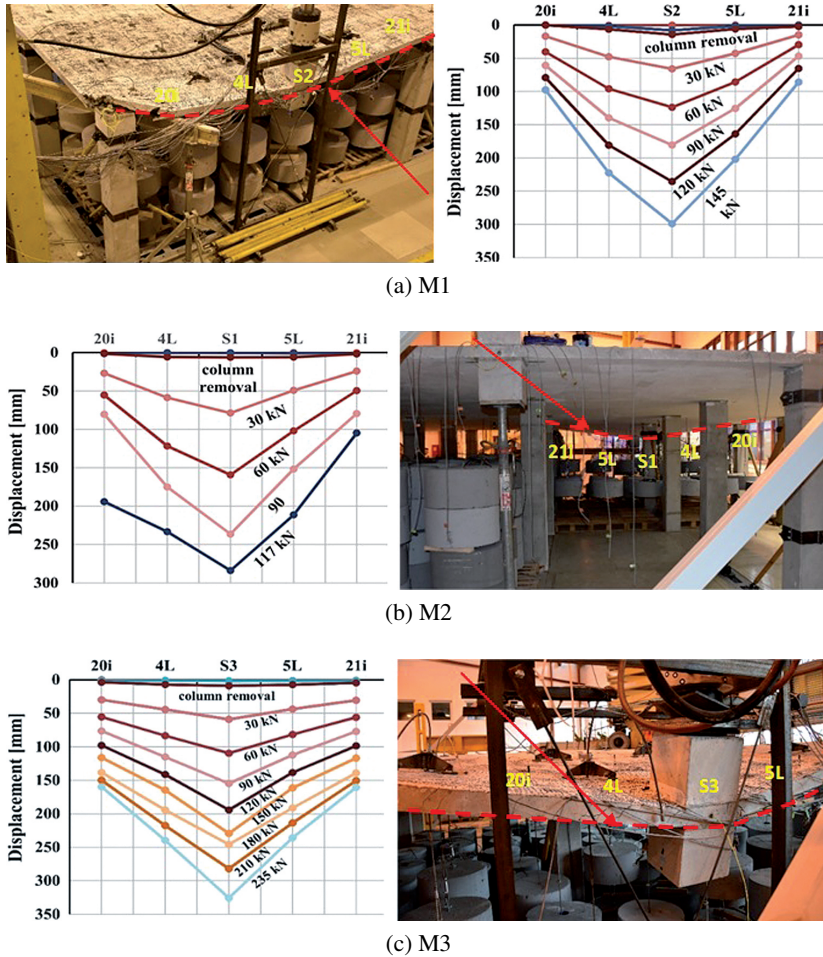 20i 4L S2 5L 21i
20i 4L S2 5L 21i
Displacement [mm]
0
50
100
150
200
250
300
350
column removal
30 kN
60 kN
90 kN
120 kN
145
kN
(a) M1
20i 4L S1 5L 21i
Displacement [mm]
0
50
100
150
200
250
300
column
removal
30 kN
60 kN
90
117 kN
21i 5L S1 4L 20i
(b) M2
20i 4L S3 5L 21i
Displacement [mm]
0
50
100
150
200
250
300
350
column removal
30 kN
60 kN
90 kN
120 kN
150 kN
180 kN
210 kN
235 kN
20i 4L S3 5L
(c) M3